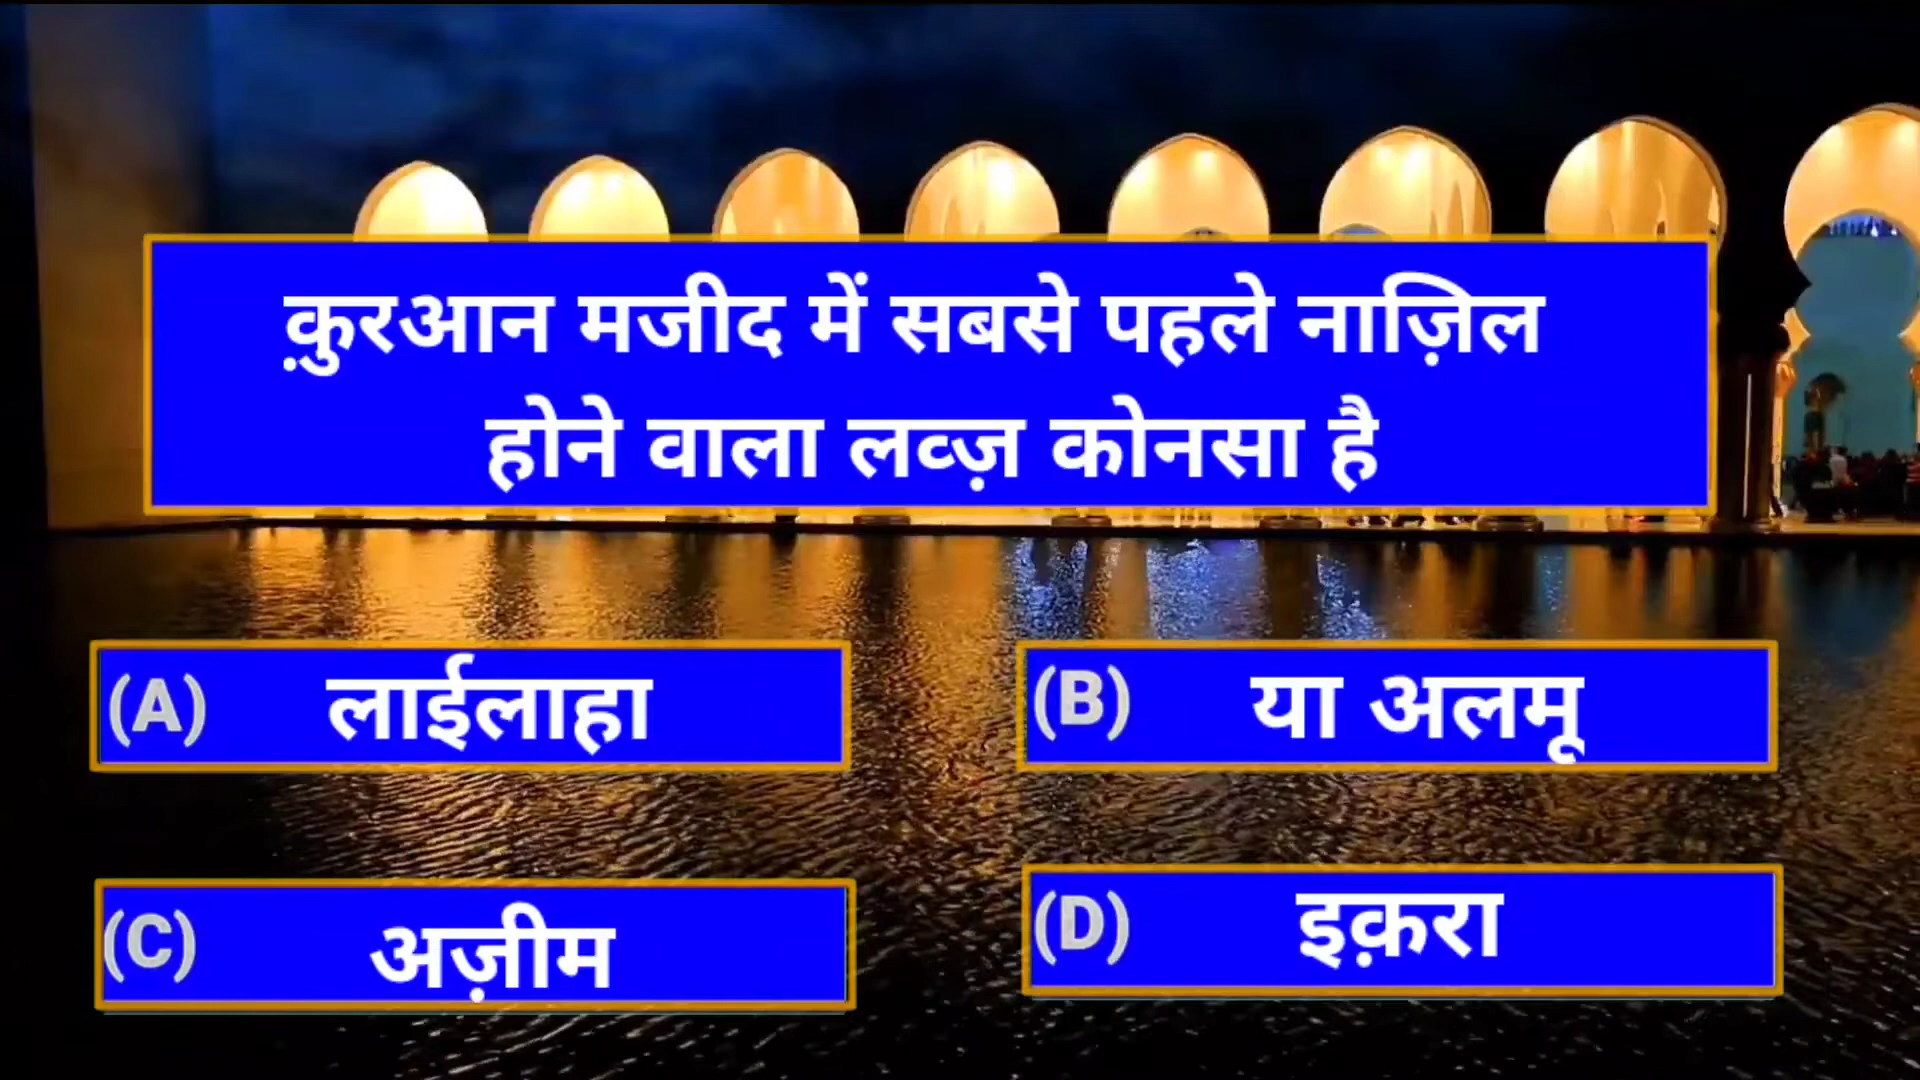 क़ुरआन मजीद में सबसे पहले नाज़िल
होने वाला लव्ज़ कोनसा है
(A) लाईलाहा
(B) या अलमू
(C) अज़ीम
(D) इक़रा